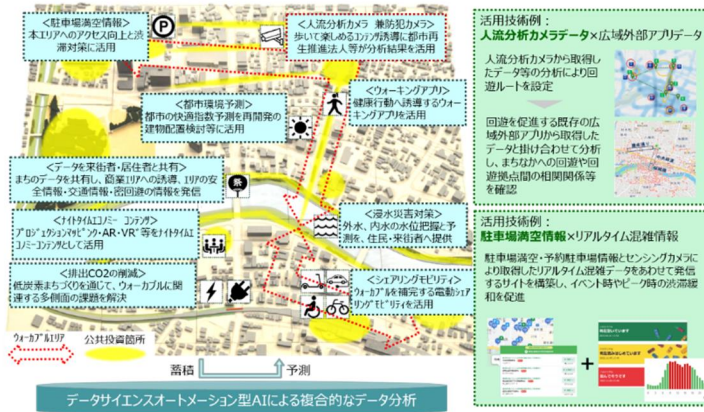 ＜駐車場満空情報＞
本エリアへのアクセス向上と渋
滞対策に活用
P
＜人流分析カメラ 兼防犯カメラ＞
歩いて楽しめるコンテンツ誘導に都市再
生推進法人等が分析結果を活用
＜都市環境予測＞
都市の快適指数予測を再開発の
建物配置検討等に活用
＜ウォーキングアプリ＞
健康行動へ誘導するウォー
キングアプリを活用
＜データを来街者・居住者と共有＞
まちのデータを共有し、商業エリアへの誘導、エリアの安
全情報・交通情報・密回避の情報を発信
祭
＜ナイトタイムエコノミー コンテンツ＞
プロジェクションマッピング・AR・VR等をナイトタイムエ
コノミーコンテンツとして活用
＜浸水災害対策＞
外水、内水の水位把握と予
測を、住民・来街者へ提供
＜排出CO2の削減＞
低炭素まちづくりを通じて、ウォーカブルに関
連する多側面の課題を解決
＜シェアリングモビリティ＞
ウォーカブルを補完する電動シェア
リングモビリティを活用
ウォーカブルエリア
公共投資箇所
蓄積
予測
データサイエンスオートメーション型AIによる複合的なデータ分析
活用技術例：
人流分析カメラデータ×広域外部アプリデータ
人流分析カメラから取得し
たデータ等の分析により回
遊ルートを設定
回遊を促進する既存の広
域外部アプリから取得した
データと掛け合わせて分析
し、まちなかへの回遊や回
遊拠点間の相関関係等
を確認
活用技術例：
駐車場満空情報×リアルタイム混雑情報
駐車場満空・予約駐車場情報とセンシングカメラに
より取得したリアルタイム混雑データをあわせて発信
するサイトを構築し、イベント時やピーク時の渋滞緩
和を促進
+